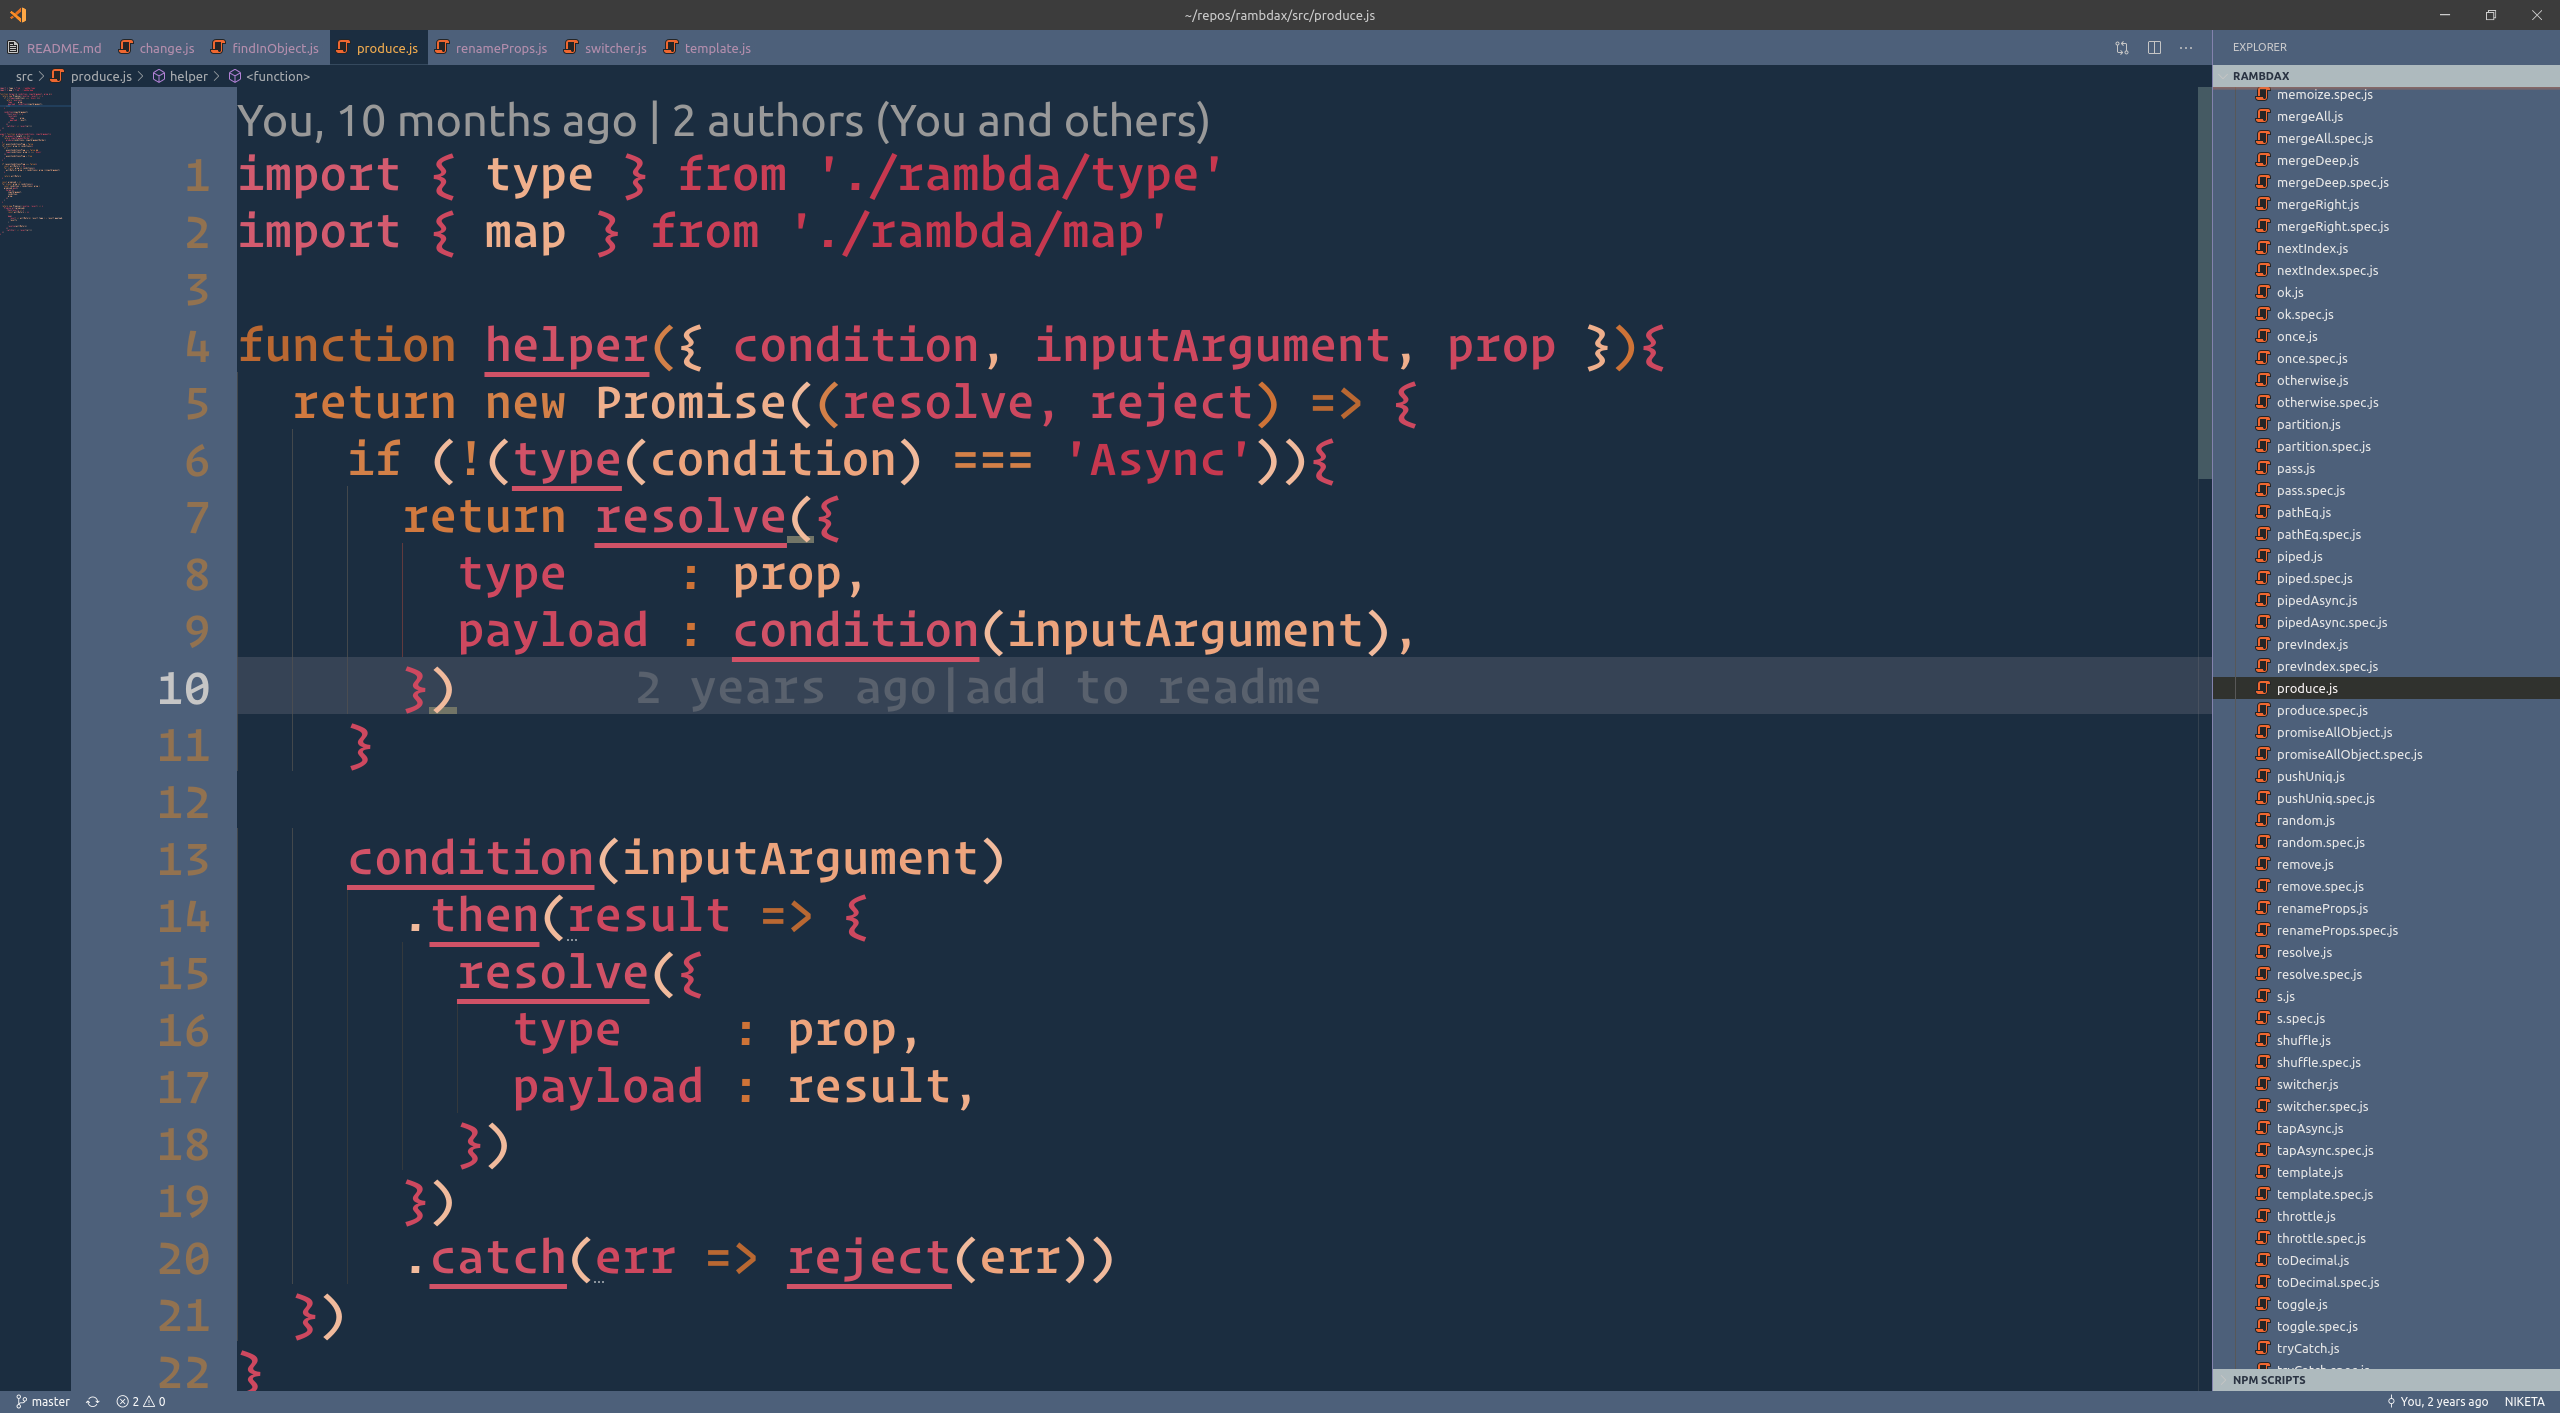 ~/repos/rambdax/src/produce.js
README.md change.js findInObject.js produce.js renameProps.js switcher.js template.js
src > produce.js > helper > <function>
You, 10 months ago | 2 authors (You and others)
1 import { type } from './rambda/type'
2 import { map } from './rambda/map'
3
4 function helper({ condition, inputArgument, prop }){
5   return new Promise((resolve, reject) => {
6     if (!(type(condition) === 'Async')){
7       return resolve({
8         type    : prop,
9         payload : condition(inputArgument),
10       })      2 years ago|add to readme
11     }
12
13     condition(inputArgument)
14       .then(result => {
15         resolve({
16           type    : prop,
17           payload : result,
18         })
19       })
20       .catch(err => reject(err))
21   })
22 }
EXPLORER
RAMBDAX
memoize.spec.js
mergeAll.js
mergeAll.spec.js
mergeDeep.js
mergeDeep.spec.js
mergeRight.js
mergeRight.spec.js
nextIndex.js
nextIndex.spec.js
ok.js
ok.spec.js
once.js
once.spec.js
otherwise.js
otherwise.spec.js
partition.js
partition.spec.js
pass.js
pass.spec.js
pathEq.js
pathEq.spec.js
piped.js
piped.spec.js
pipedAsync.js
pipedAsync.spec.js
prevIndex.js
prevIndex.spec.js
produce.js
produce.spec.js
promiseAllObject.js
promiseAllObject.spec.js
pushUniq.js
pushUniq.spec.js
random.js
random.spec.js
remove.js
remove.spec.js
renameProps.js
renameProps.spec.js
resolve.js
resolve.spec.js
s.js
s.spec.js
shuffle.js
shuffle.spec.js
switcher.js
switcher.spec.js
tapAsync.js
tapAsync.spec.js
template.js
template.spec.js
throttle.js
throttle.spec.js
toDecimal.js
toDecimal.spec.js
toggle.js
toggle.spec.js
tryCatch.js
NPM SCRIPTS
master 2 0
You, 2 years ago NIKETA